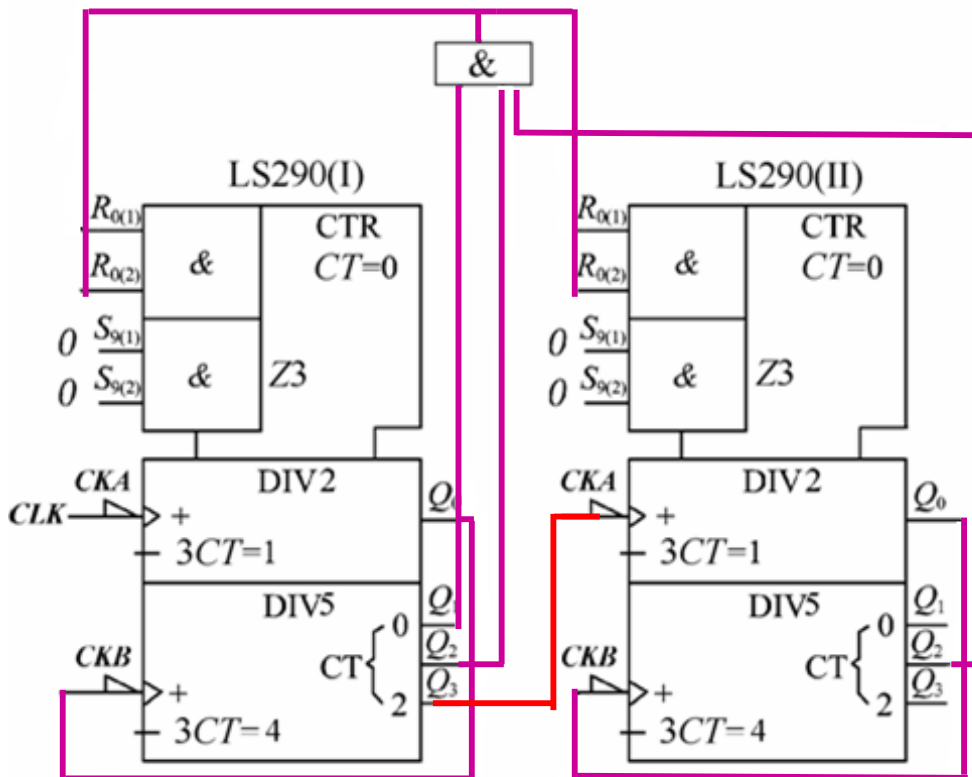 &
LS290(I)
R0(1)
R0(2)
&
CTR
CT=0
0 S9(1)
0 S9(2)
&
Z3
CKA
CLK
+
DIV2
3CT=1
Q0
DIV5
CKB
+
3CT=4
CT
0
2
Q1
Q2
Q3
LS290(II)
R0(1)
R0(2)
&
CTR
CT=0
0 S9(1)
0 S9(2)
&
Z3
CKA
+
DIV2
3CT=1
Q0
DIV5
CKB
+
3CT=4
CT
0
2
Q1
Q2
Q3